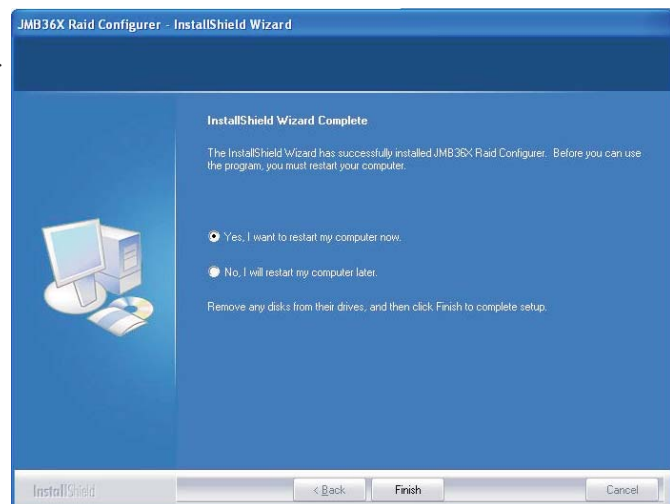 JMB36X Raid Configurer - InstallShield Wizard
InstallShield Wizard Complete
The InstallShield Wizard has successfully installed JMB36X Raid Configurer. Before you can use
the program, you must restart your computer.
Yes, I want to restart my computer now.
No, I will restart my computer later.
Remove any disks from their drives, and then click Finish to complete setup.
InstallShield
< Back
Finish
Cancel